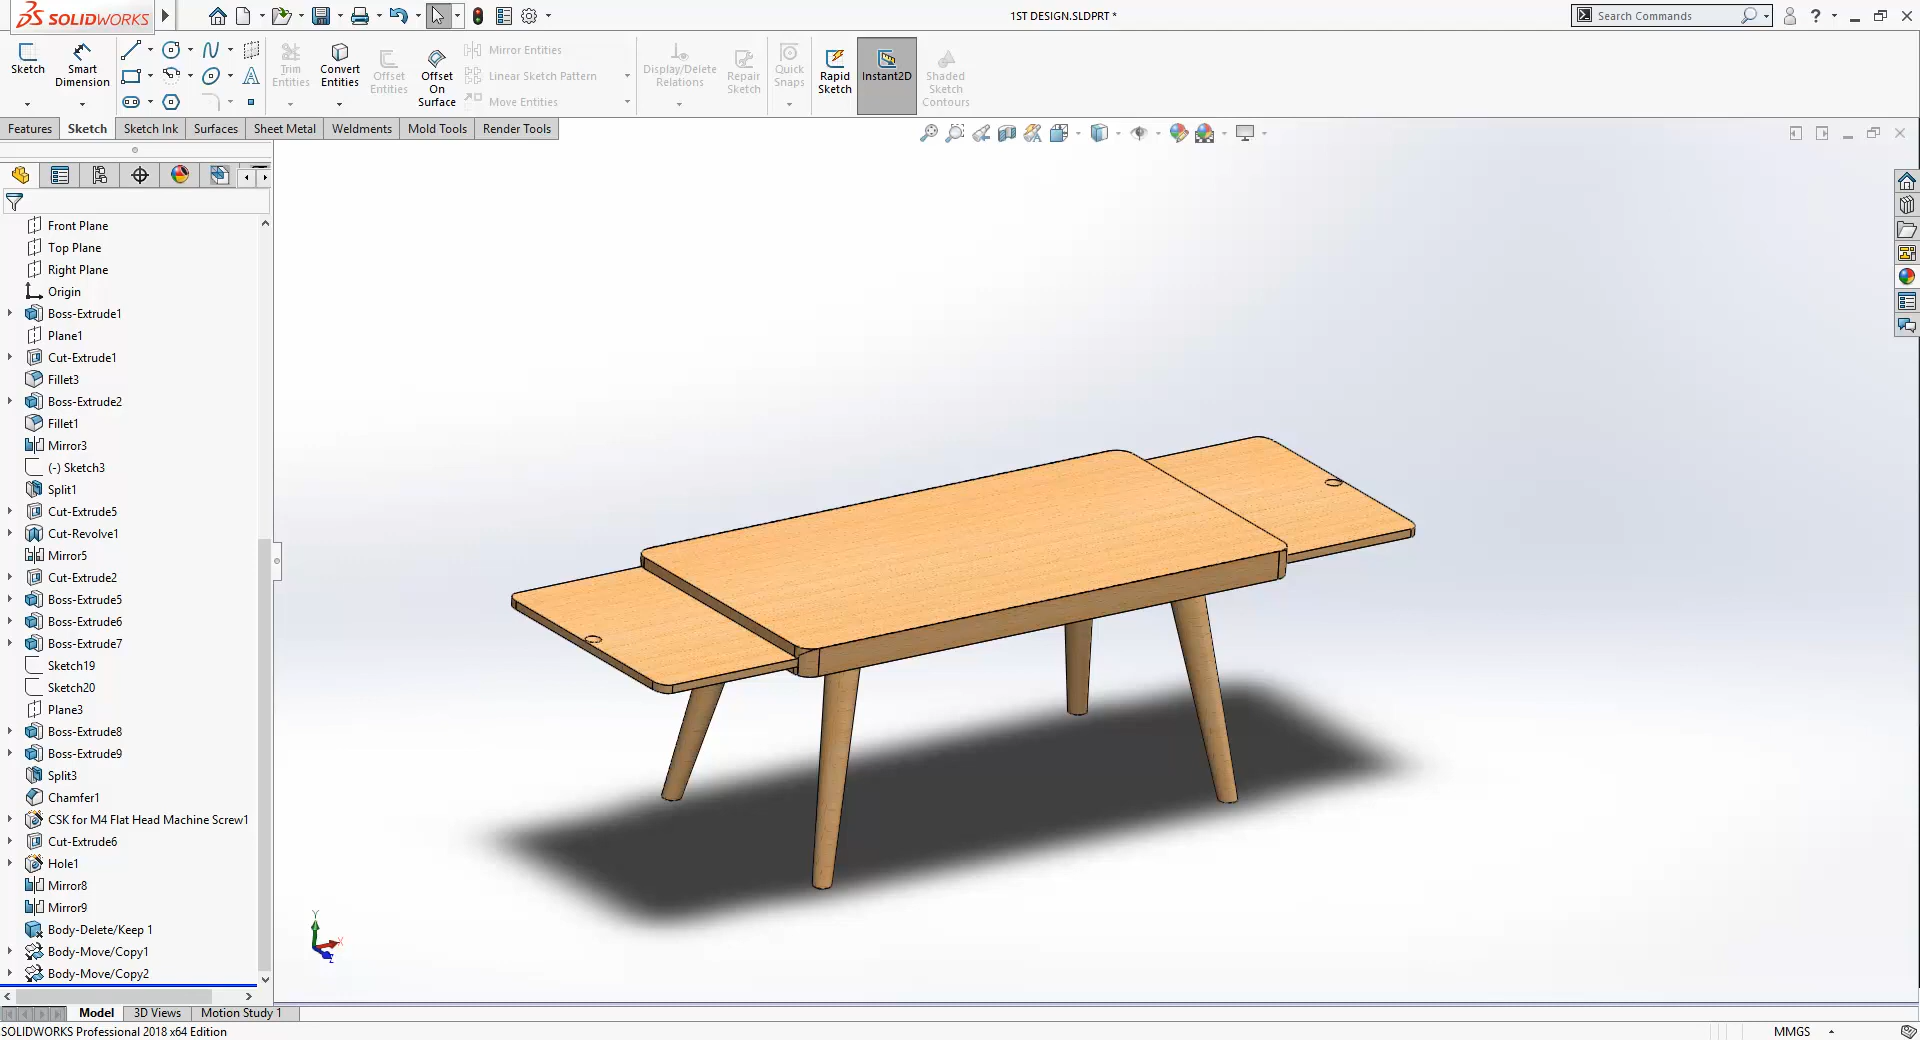 SOLIDWORKS
1ST DESIGN.SLDPRT *
Search Commands
?
Sketch
Smart
Dimension
Trim
Entities
Convert
Entities
Offset
Entities
Offset
On
Surface
Mirror Entities
Linear Sketch Pattern
Move Entities
Display/Delete
Relations
Repair
Sketch
Quick
Snaps
Rapid
Sketch
Instant2D
Shaded
Sketch
Contours
Features
Sketch
Sketch Ink
Surfaces
Sheet Metal
Weldments
Mold Tools
Render Tools
Front Plane
Top Plane
Right Plane
Origin
Boss-Extrude1
Plane1
Cut-Extrude1
Fillet3
Boss-Extrude2
Fillet1
Mirror3
(-) Sketch3
Split1
Cut-Extrude5
Cut-Revolve1
Mirror5
Cut-Extrude2
Boss-Extrude5
Boss-Extrude6
Boss-Extrude7
Sketch19
Sketch20
Plane3
Boss-Extrude8
Boss-Extrude9
Split3
Chamfer1
CSK for M4 Flat Head Machine Screw1
Cut-Extrude6
Hole1
Mirror8
Mirror9
Body-Delete/Keep 1
Body-Move/Copy1
Body-Move/Copy2
Y
X
Z
Model
3D Views
Motion Study 1
SOLIDWORKS Professional 2018 x64 Edition
MMGS